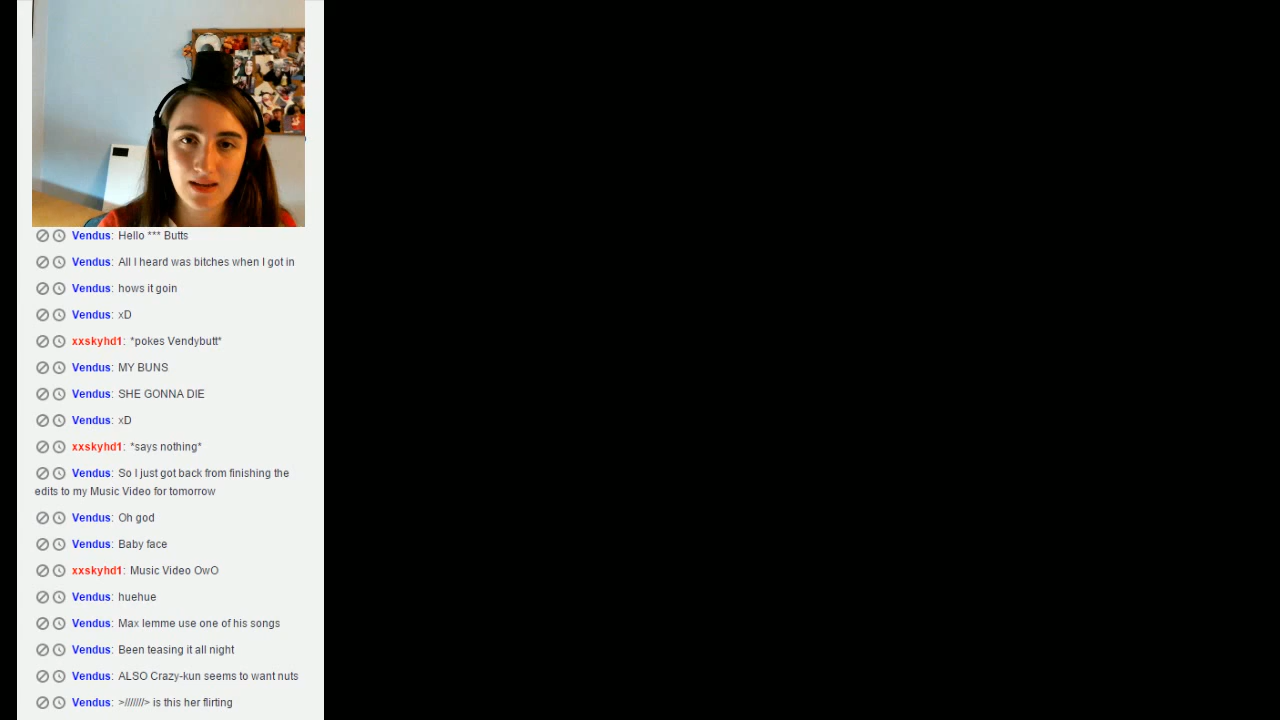 Vendus: Hello *** Butts
Vendus: All I heard was bitches when I got in
Vendus: hows it goin
Vendus: xD
xxskyhd1: *pokes Vendybutt*
Vendus: MY BUNS
Vendus: SHE GONNA DIE
Vendus: xD
xxskyhd1: *says nothing*
Vendus: So I just got back from finishing the
edits to my Music Video for tomorrow
Vendus: Oh god
Vendus: Baby face
xxskyhd1: Music Video OwO
Vendus: huehue
Vendus: Max lemme use one of his songs
Vendus: Been teasing it all night
Vendus: ALSO Crazy-kun seems to want nuts
Vendus: >///////> is this her flirting